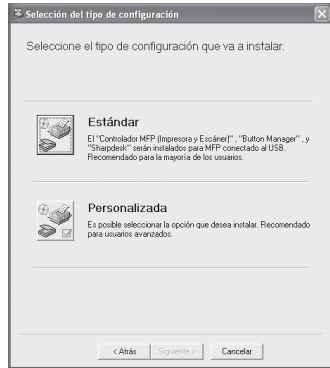 Selección del tipo de configuración
Seleccione el tipo de configuración que va a instalar.
Estándar
El "Controlador MFP (Impresora y Escáner)" , "Button Manager" , y
"Sharpdesk" serán instalados para MFP conectado al USB.
Recomendado para la mayoría de los usuarios.
Personalizada
Es posible seleccionar la opción que desea instalar. Recomendado
para usuarios avanzados.
< Atrás Siguiente > Cancelar